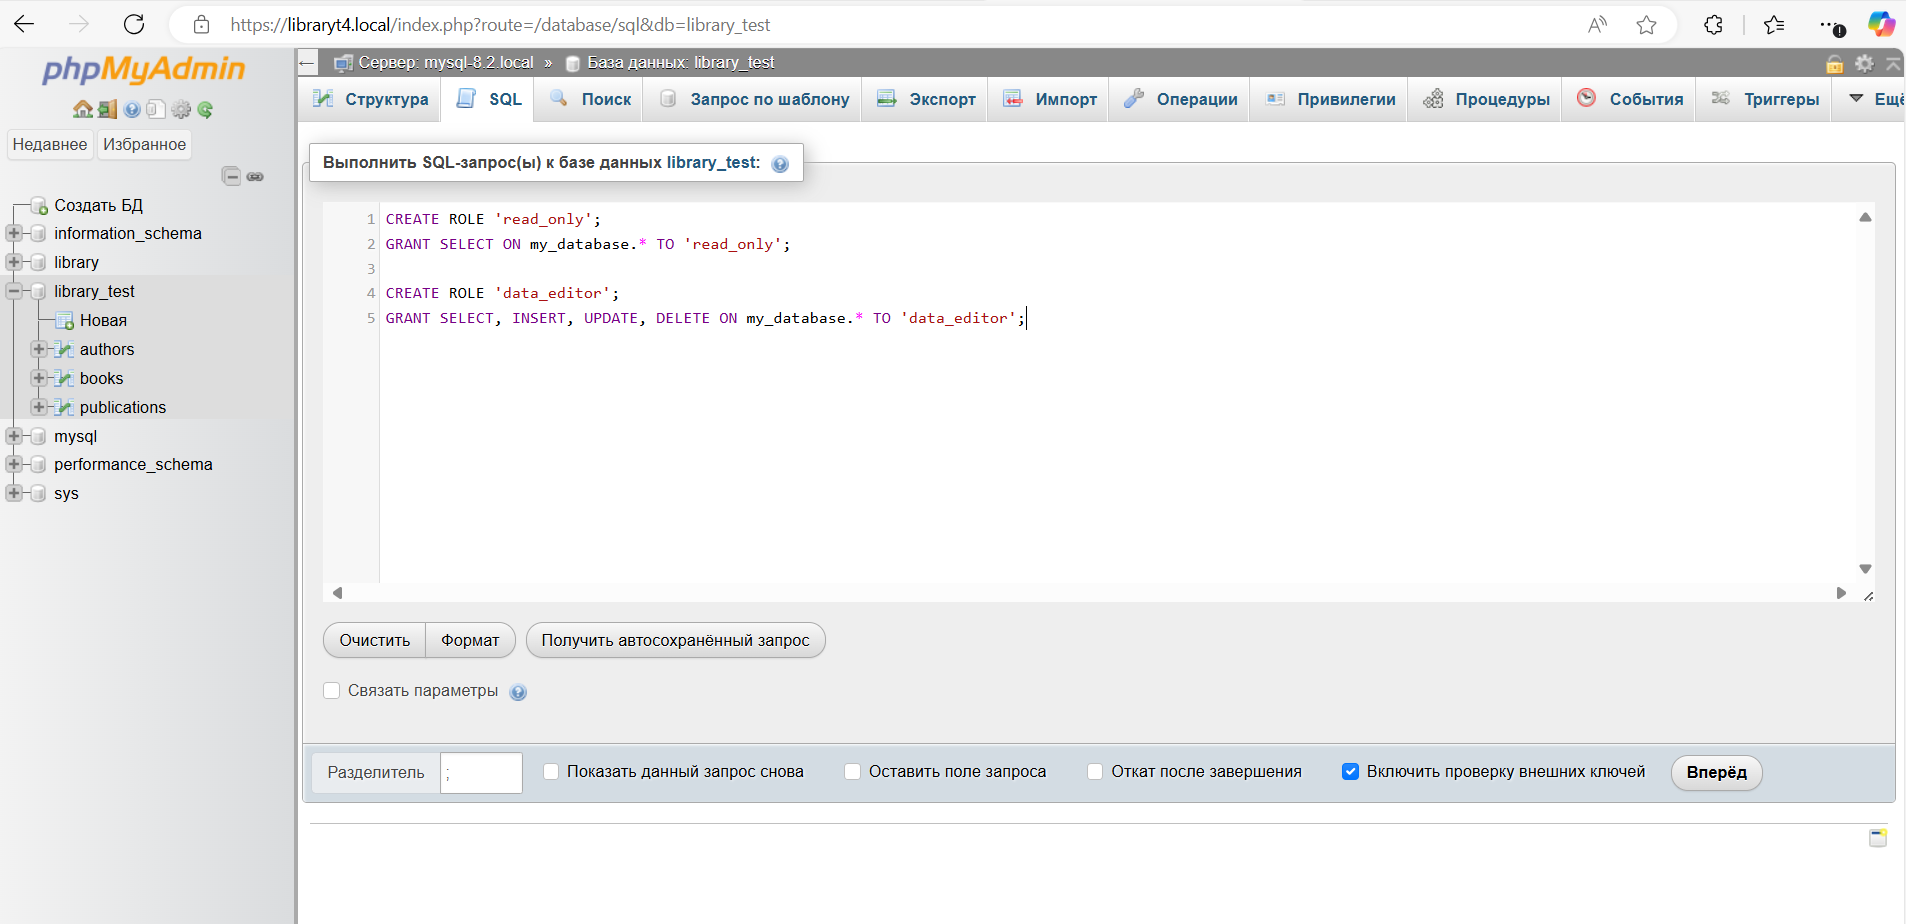 https://libraryt4.local/index.php?route=/database/sql&db=library_test
phpMyAdmin
Недавнее Избранное
Создать БД
information_schema
library
library_test
Новая
authors
books
publications
mysql
performance_schema
sys
Сервер: mysql-8.2.local » База данных: library_test
Структура SQL Поиск Запрос по шаблону Экспорт Импорт Операции Привилегии Процедуры События Триггеры Ещё
Выполнить SQL-запрос(ы) к базе данных library_test:
1 CREATE ROLE 'read_only';
2 GRANT SELECT ON my_database.* TO 'read_only';
3
4 CREATE ROLE 'data_editor';
5 GRANT SELECT, INSERT, UPDATE, DELETE ON my_database.* TO 'data_editor';
Очистить Формат Получить автосохранённый запрос
Связать параметры
Разделитель ; Показать данный запрос снова Оставить поле запроса Откат после завершения Включить проверку внешних ключей Вперёд